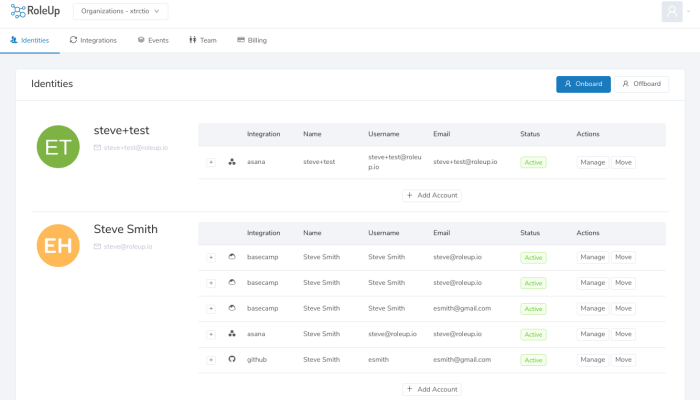 RoleUp
Organizations - xtrctio
Identities Integrations Events Team Billing
Identities
Onboard Offboard
ET
steve+test
steve+test@roleup.io
Integration Name Username Email Status Actions
asana steve+test steve+test@roleu steve+test@roleup.io Active Manage Move
p.io
+ Add Account
EH
Steve Smith
steve@roleup.io
Integration Name Username Email Status Actions
+ basecamp Steve Smith Steve Smith steve@roleup.io Active Manage Move
+ basecamp Steve Smith Steve Smith steve@roleup.io Active Manage Move
+ basecamp Steve Smith Steve Smith esmith@gmail.com Active Manage Move
+ asana Steve Smith steve@roleup.io steve@roleup.io Active Manage Move
+ github Steve Smith esmith esmith@gmail.com Active Manage Move
+ Add Account